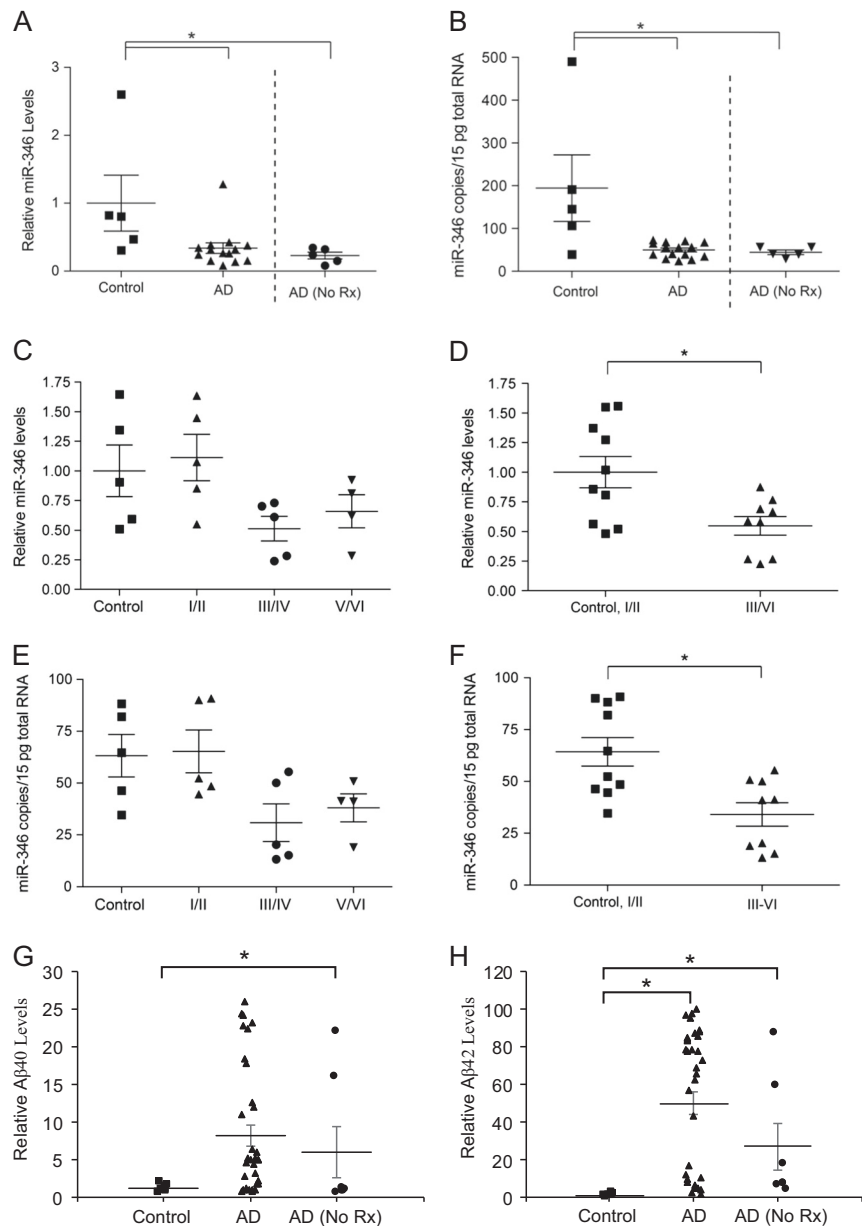 A
*
Relative miR-346 Levels
3
2
1
0
Control
AD
AD (No Rx)
B
*
miR-346 copies/15 pg total RNA
500
400
300
200
100
0
Control
AD
AD (No Rx)
C
Relative miR-346 levels
1.75
1.50
1.25
1.00
0.75
0.50
0.25
0.00
Control
I/II
III/IV
V/VI
D
*
Relative miR-346 levels
1.75
1.50
1.25
1.00
0.75
0.50
0.25
0.00
Control, I/II
III/VI
E
miR-346 copies/15 pg total RNA
100
75
50
25
0
Control
I/II
III/IV
V/VI
F
*
miR-346 copies/15 pg total RNA
100
75
50
25
0
Control, I/II
III-VI
G
*
Relative Aβ40 Levels
30
25
20
15
10
5
0
Control
AD
AD (No Rx)
H
*
*
Relative Aβ42 Levels
120
100
80
60
40
20
0
Control
AD
AD (No Rx)